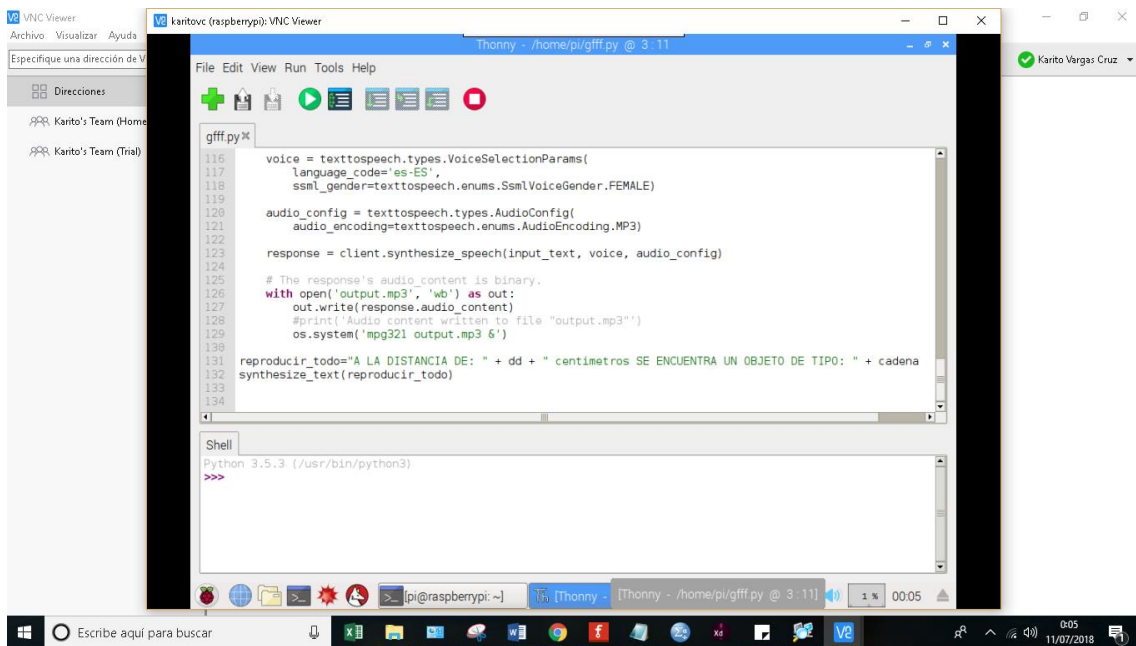 VNC Viewer
Archivo Visualizar Ayuda
Especifique una dirección de V
Direcciones
Karito's Team (Home
Karito's Team (Trial)
karitovc (raspberrypi): VNC Viewer
Karito Vargas Cruz
Thonny - /home/pi/gfff.py @ 3 : 11
File Edit View Run Tools Help
gfff.py
116 voice = texttospeech.types.VoiceSelectionParams(
117 language_code='es-ES',
118 ssml_gender=texttospeech.enums.SsmlVoiceGender.FEMALE)
119
120 audio_config = texttospeech.types.AudioConfig(
121 audio_encoding=texttospeech.enums.AudioEncoding.MP3)
122
123 response = client.synthesize_speech(input_text, voice, audio_config)
124
125 # The response's audio_content is binary.
126 with open('output.mp3', 'wb') as out:
127 out.write(response.audio_content)
128 #print('Audio content written to file "output.mp3"')
129 os.system('mpg321 output.mp3 &')
130
131 reproducir_todo="A LA DISTANCIA DE: " + dd + " centimetros SE ENCUENTRA UN OBJETO DE TIPO: " + cadena
132 synthesize_text(reproducir_todo)
133
134
Shell
Python 3.5.3 (/usr/bin/python3)
>>>
[pi@raspberrypi: ~]
[Thonny -
[Thonny - /home/pi/gfff.py @ 3 : 11]
1 %
00:05
Escribe aquí para buscar
0:05
11/07/2018